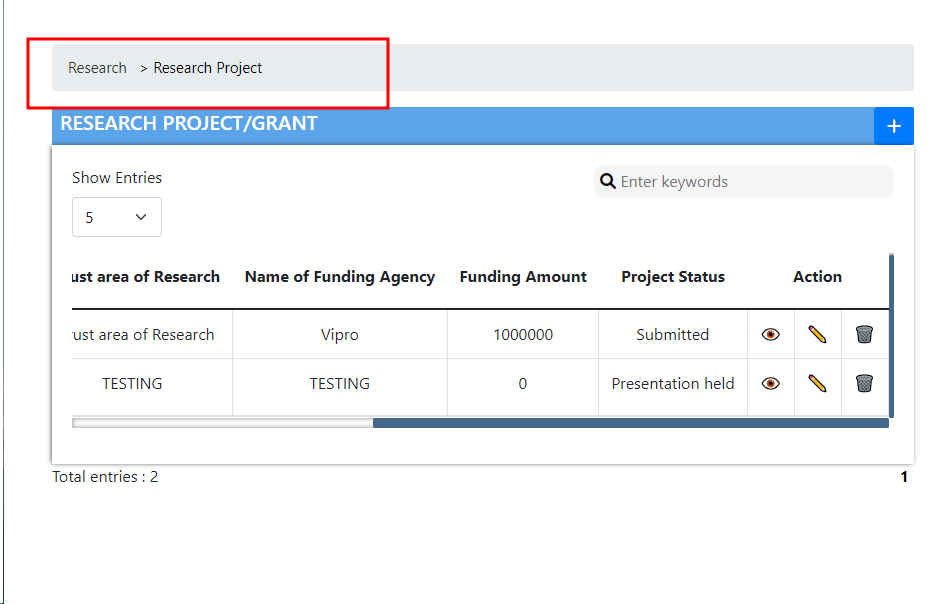 Research > Research Project
RESEARCH PROJECT/GRANT +
Show Entries
Enter keywords
5
ust area of Research Name of Funding Agency Funding Amount Project Status Action
ust area of Research Vipro 1000000 Submitted
TESTING TESTING 0 Presentation held
Total entries : 2 1